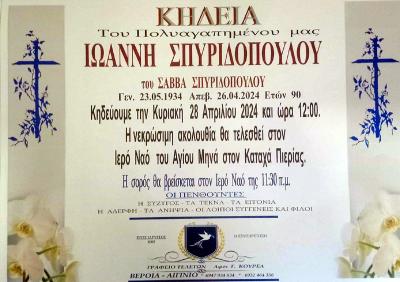 ΚΗΔΕΙΑ
Του Πολυαγαπημένου μας
ΙΩΑΝΝΗ ΣΠΥΡΙΔΟΠΟΥΛΟΥ
του ΣΑΒΒΑ ΣΠΥΡΙΔΟΠΟΥΛΟΥ
Γεν. 23.05.1934 Απεβ. 26.04.2024 Ετών 90
Κηδεύουμε την Κυριακή 28 Απριλίου 2024 και ώρα 12:00.
Η νεκρώσιμη ακολουθία θα τελεσθεί στον
Ιερό Ναό του Αγίου Μηνά στον Καταχά Πιερίας.
Η σορός θα βρίσκεται στον Ιερό Ναό της 11:30 π.μ.
ΟΙ ΠΕΝΘΟΥΝΤΕΣ
Η ΣΥΖΥΓΟΣ - ΤΑ ΤΕΚΝΑ - ΤΑ ΕΓΓΟΝΙΑ
Η ΑΔΕΡΦΗ - ΤΑ ΑΝΙΨΙΑ - ΟΙ ΛΟΙΠΟΙ ΣΥΓΓΕΝΕΙΣ ΚΑΙ ΦΙΛΟΙ
ΓΡΑΦΕΙΟ ΤΕΛΕΤΩΝ Αφοι Γ. ΚΟΥΡΕΑ
ΒΕΡΟΙΑ - ΑΙΓΙΝΙΟ